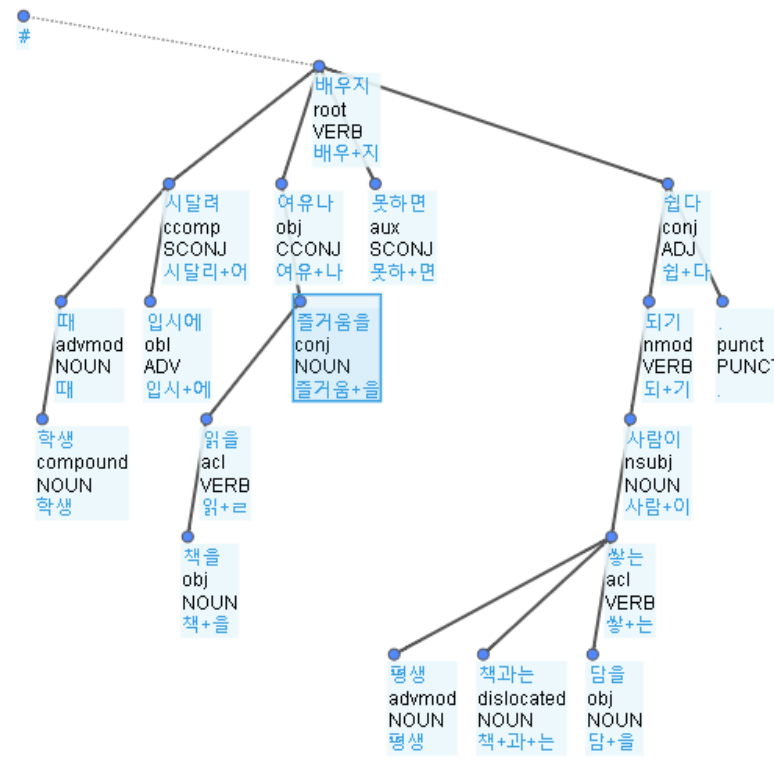 #
배우지
root
VERB
배우+지
시달려
ccomp
SCONJ
시달리+어
여유나
obj
CCONJ
여유+나
못하면
aux
SCONJ
못하+면
쉽다
conj
ADJ
쉽+다
때
advmod
NOUN
때
입시에
obl
ADV
입시+에
즐거움을
conj
NOUN
즐거움+을
되기
nmod
VERB
되+기
.
punct
PUNCT
.
학생
compound
NOUN
학생
읽을
acl
VERB
읽+ㄹ
사람이
nsubj
NOUN
사람+이
책을
obj
NOUN
책+을
쌓는
acl
VERB
쌓+는
평생
advmod
NOUN
평생
책과는
dislocated
NOUN
책+과+는
담을
obj
NOUN
담+을